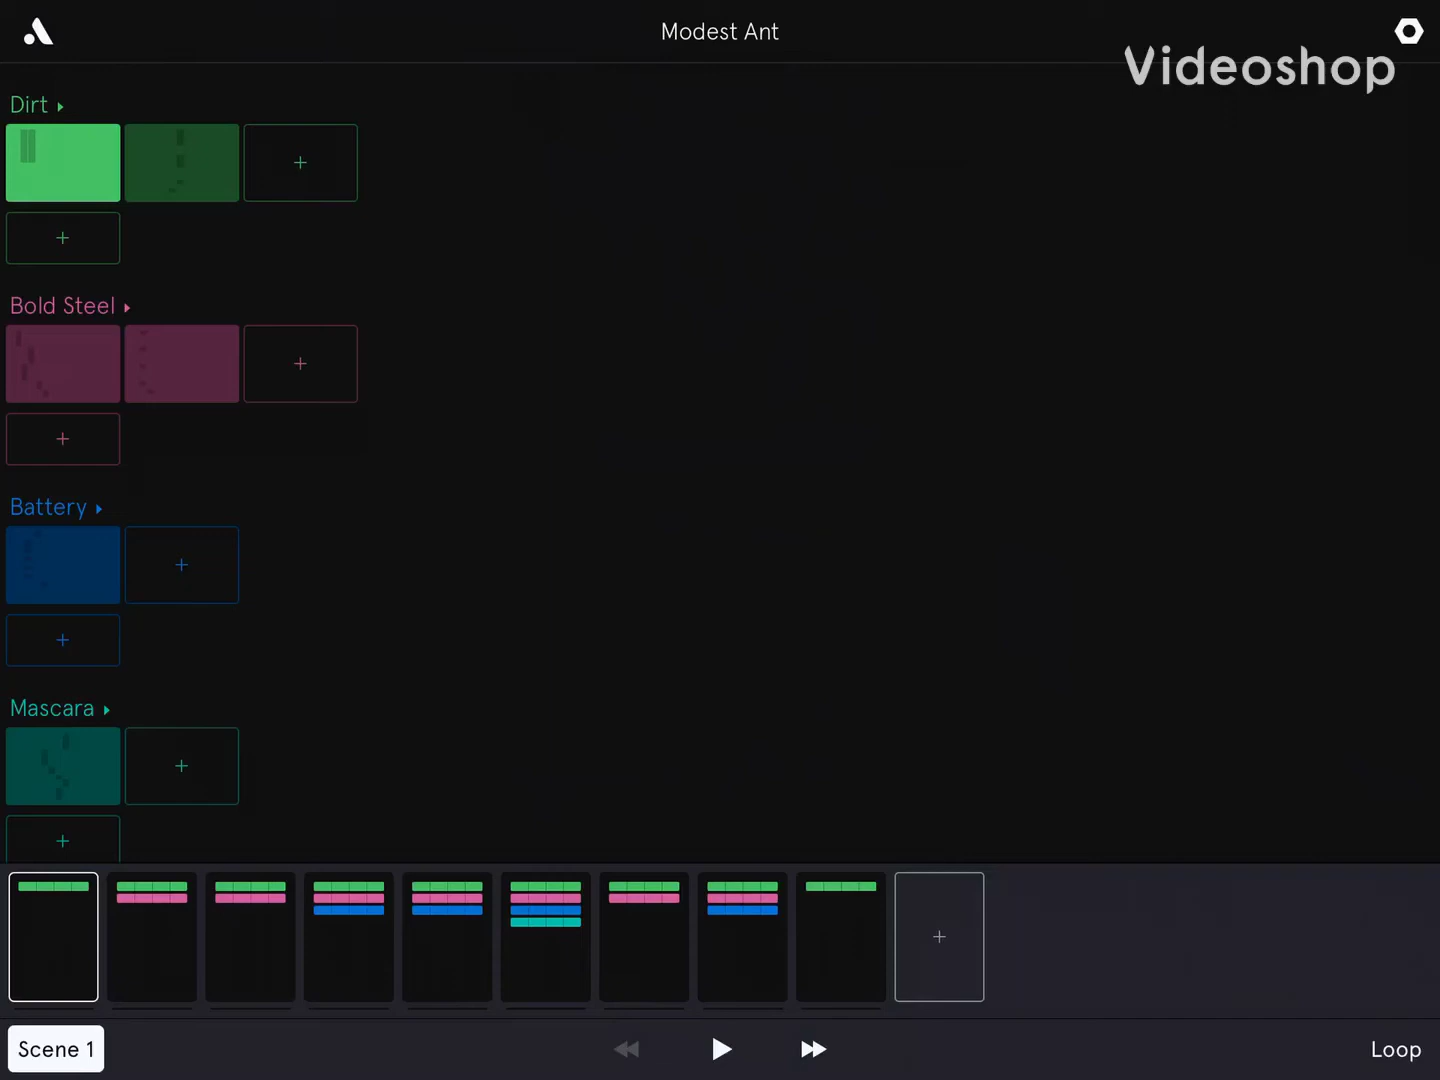 Modest Ant
Videoshop
Dirt
Bold Steel
Battery
Mascara
Scene 1
Loop